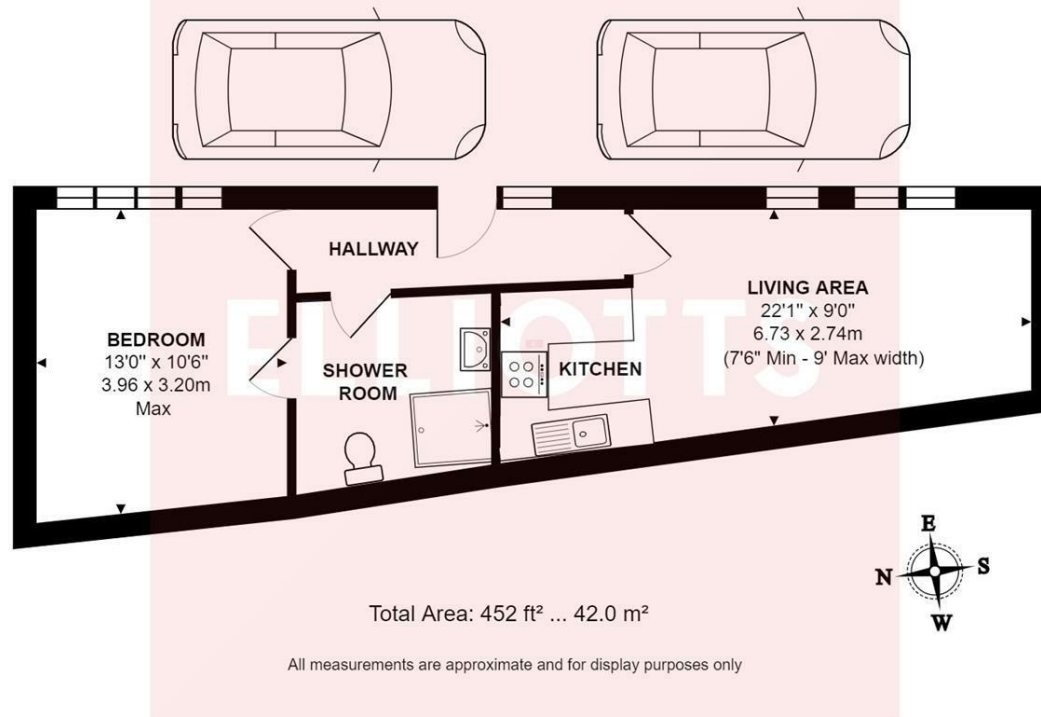 HALLWAY
BEDROOM
13'0" x 10'6"
3.96 x 3.20m
Max
SHOWER
ROOM
KITCHEN
LIVING AREA
22'1" x 9'0"
6.73 x 2.74m
(7'6" Min - 9' Max width)
ELLIOTTS
E
N
S
W
Total Area: 452 ft² ... 42.0 m²
All measurements are approximate and for display purposes only